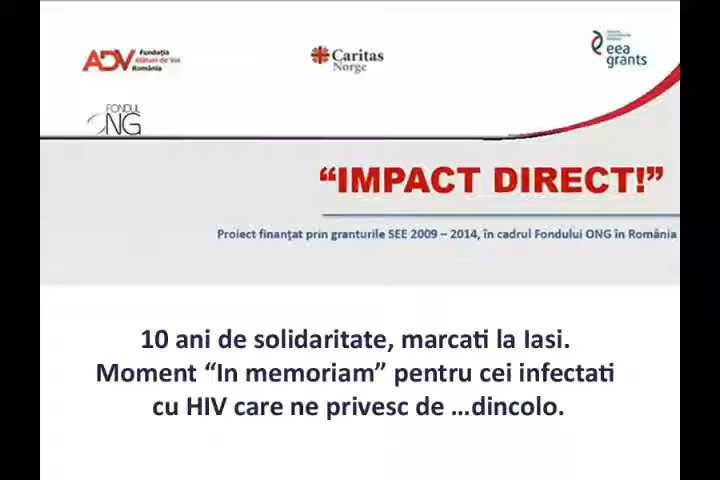 ADV Fundația
Alături de Voi
România
Caritas
Norge
eea
grants
FONDUL
ONG
“IMPACT DIRECT!”
Proiect finanțat prin granturile SEE 2009 – 2014, în cadrul Fondului ONG în România
10 ani de solidaritate, marcati la Iasi.
Moment “In memoriam” pentru cei infectati
cu HIV care ne privesc de ...dincolo.